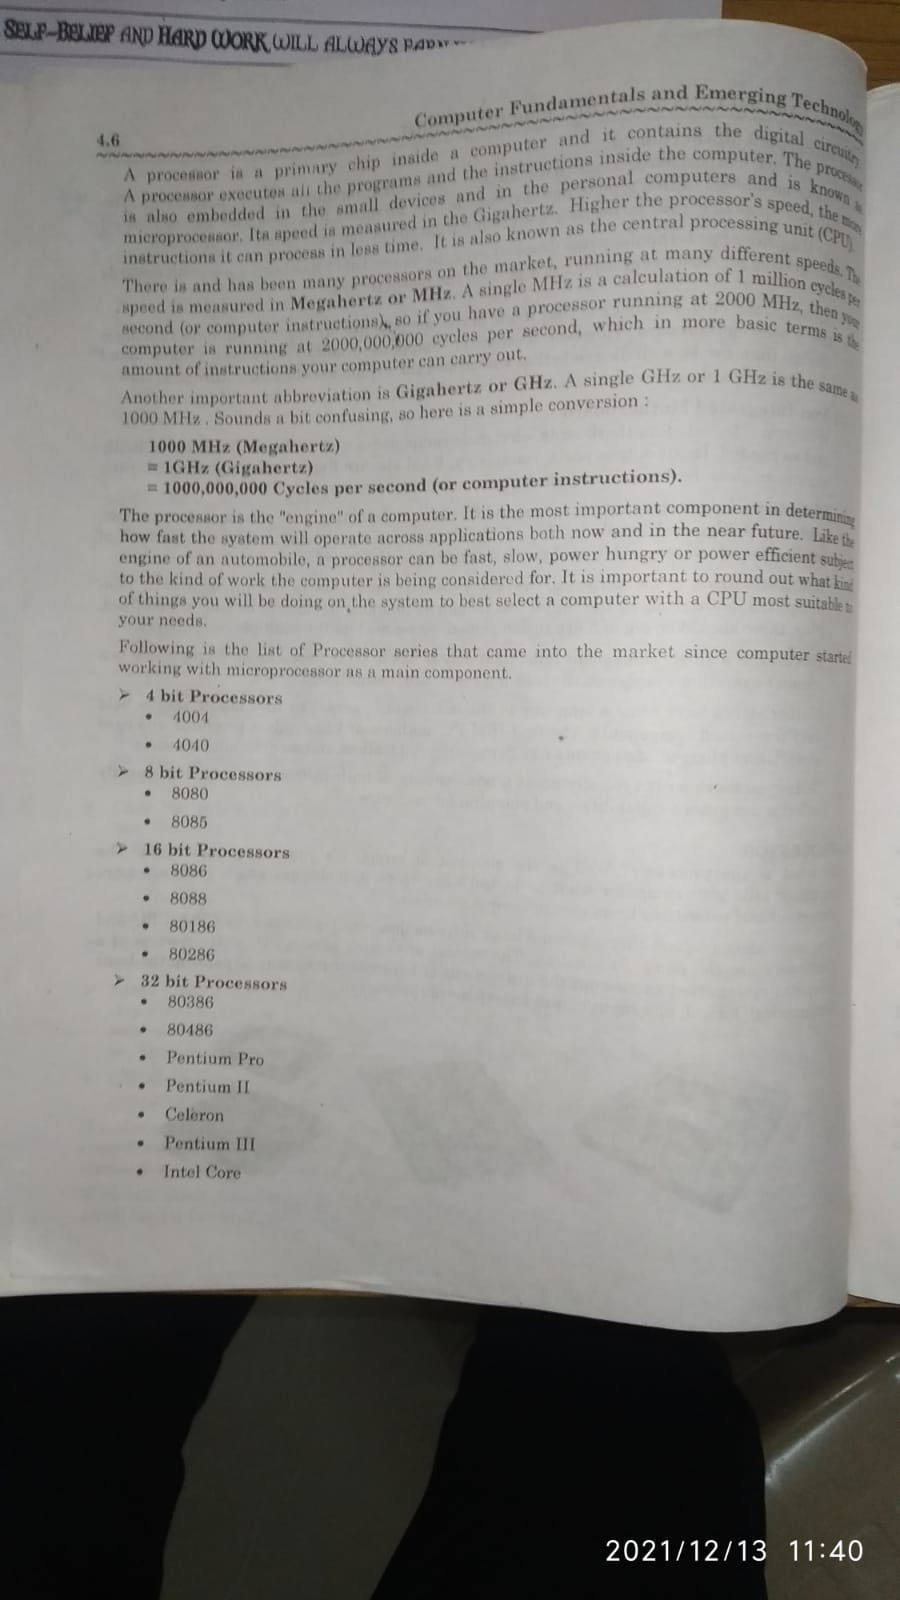 SELF-BELIEF AND HARD WORK WILL ALWAYS
Computer Fundamentals and Emerging Technology
4.6
A processor is a primary chip inside a computer and it contains the digital circuitry.
A processor executes all the programs and the instructions inside the computer. The processor
is also embedded in the small devices and in the personal computers and is known as
microprocessor. Its speed is measured in the Gigahertz. Higher the processor's speed, the more
instructions it can process in less time. It is also known as the central processing unit (CPU).
There is and has been many processors on the market, running at many different speeds. The
speed is measured in Megahertz or MHz. A single MHz is a calculation of 1 million cycles per
second (or computer instructions), so if you have a processor running at 2000 MHz, then your
computer is running at 2000,000,000 cycles per second, which in more basic terms is the
amount of instructions your computer can carry out.
Another important abbreviation is Gigahertz or GHz. A single GHz or 1 GHz is the same as
1000 MHz . Sounds a bit confusing, so here is a simple conversion :
1000 MHz (Megahertz)
= 1GHz (Gigahertz)
= 1000,000,000 Cycles per second (or computer instructions).
The processor is the "engine" of a computer. It is the most important component in determining
how fast the system will operate across applications both now and in the near future. Like the
engine of an automobile, a processor can be fast, slow, power hungry or power efficient subject
to the kind of work the computer is being considered for. It is important to round out what kind
of things you will be doing on the system to best select a computer with a CPU most suitable to
your needs.
Following is the list of Processor series that came into the market since computer started
working with microprocessor as a main component.
➢ 4 bit Processors
• 4004
• 4040
➢ 8 bit Processors
• 8080
• 8085
➢ 16 bit Processors
• 8086
• 8088
• 80186
• 80286
➢ 32 bit Processors
• 80386
• 80486
• Pentium Pro
• Pentium II
• Celeron
• Pentium III
• Intel Core
2021/12/13 11:40